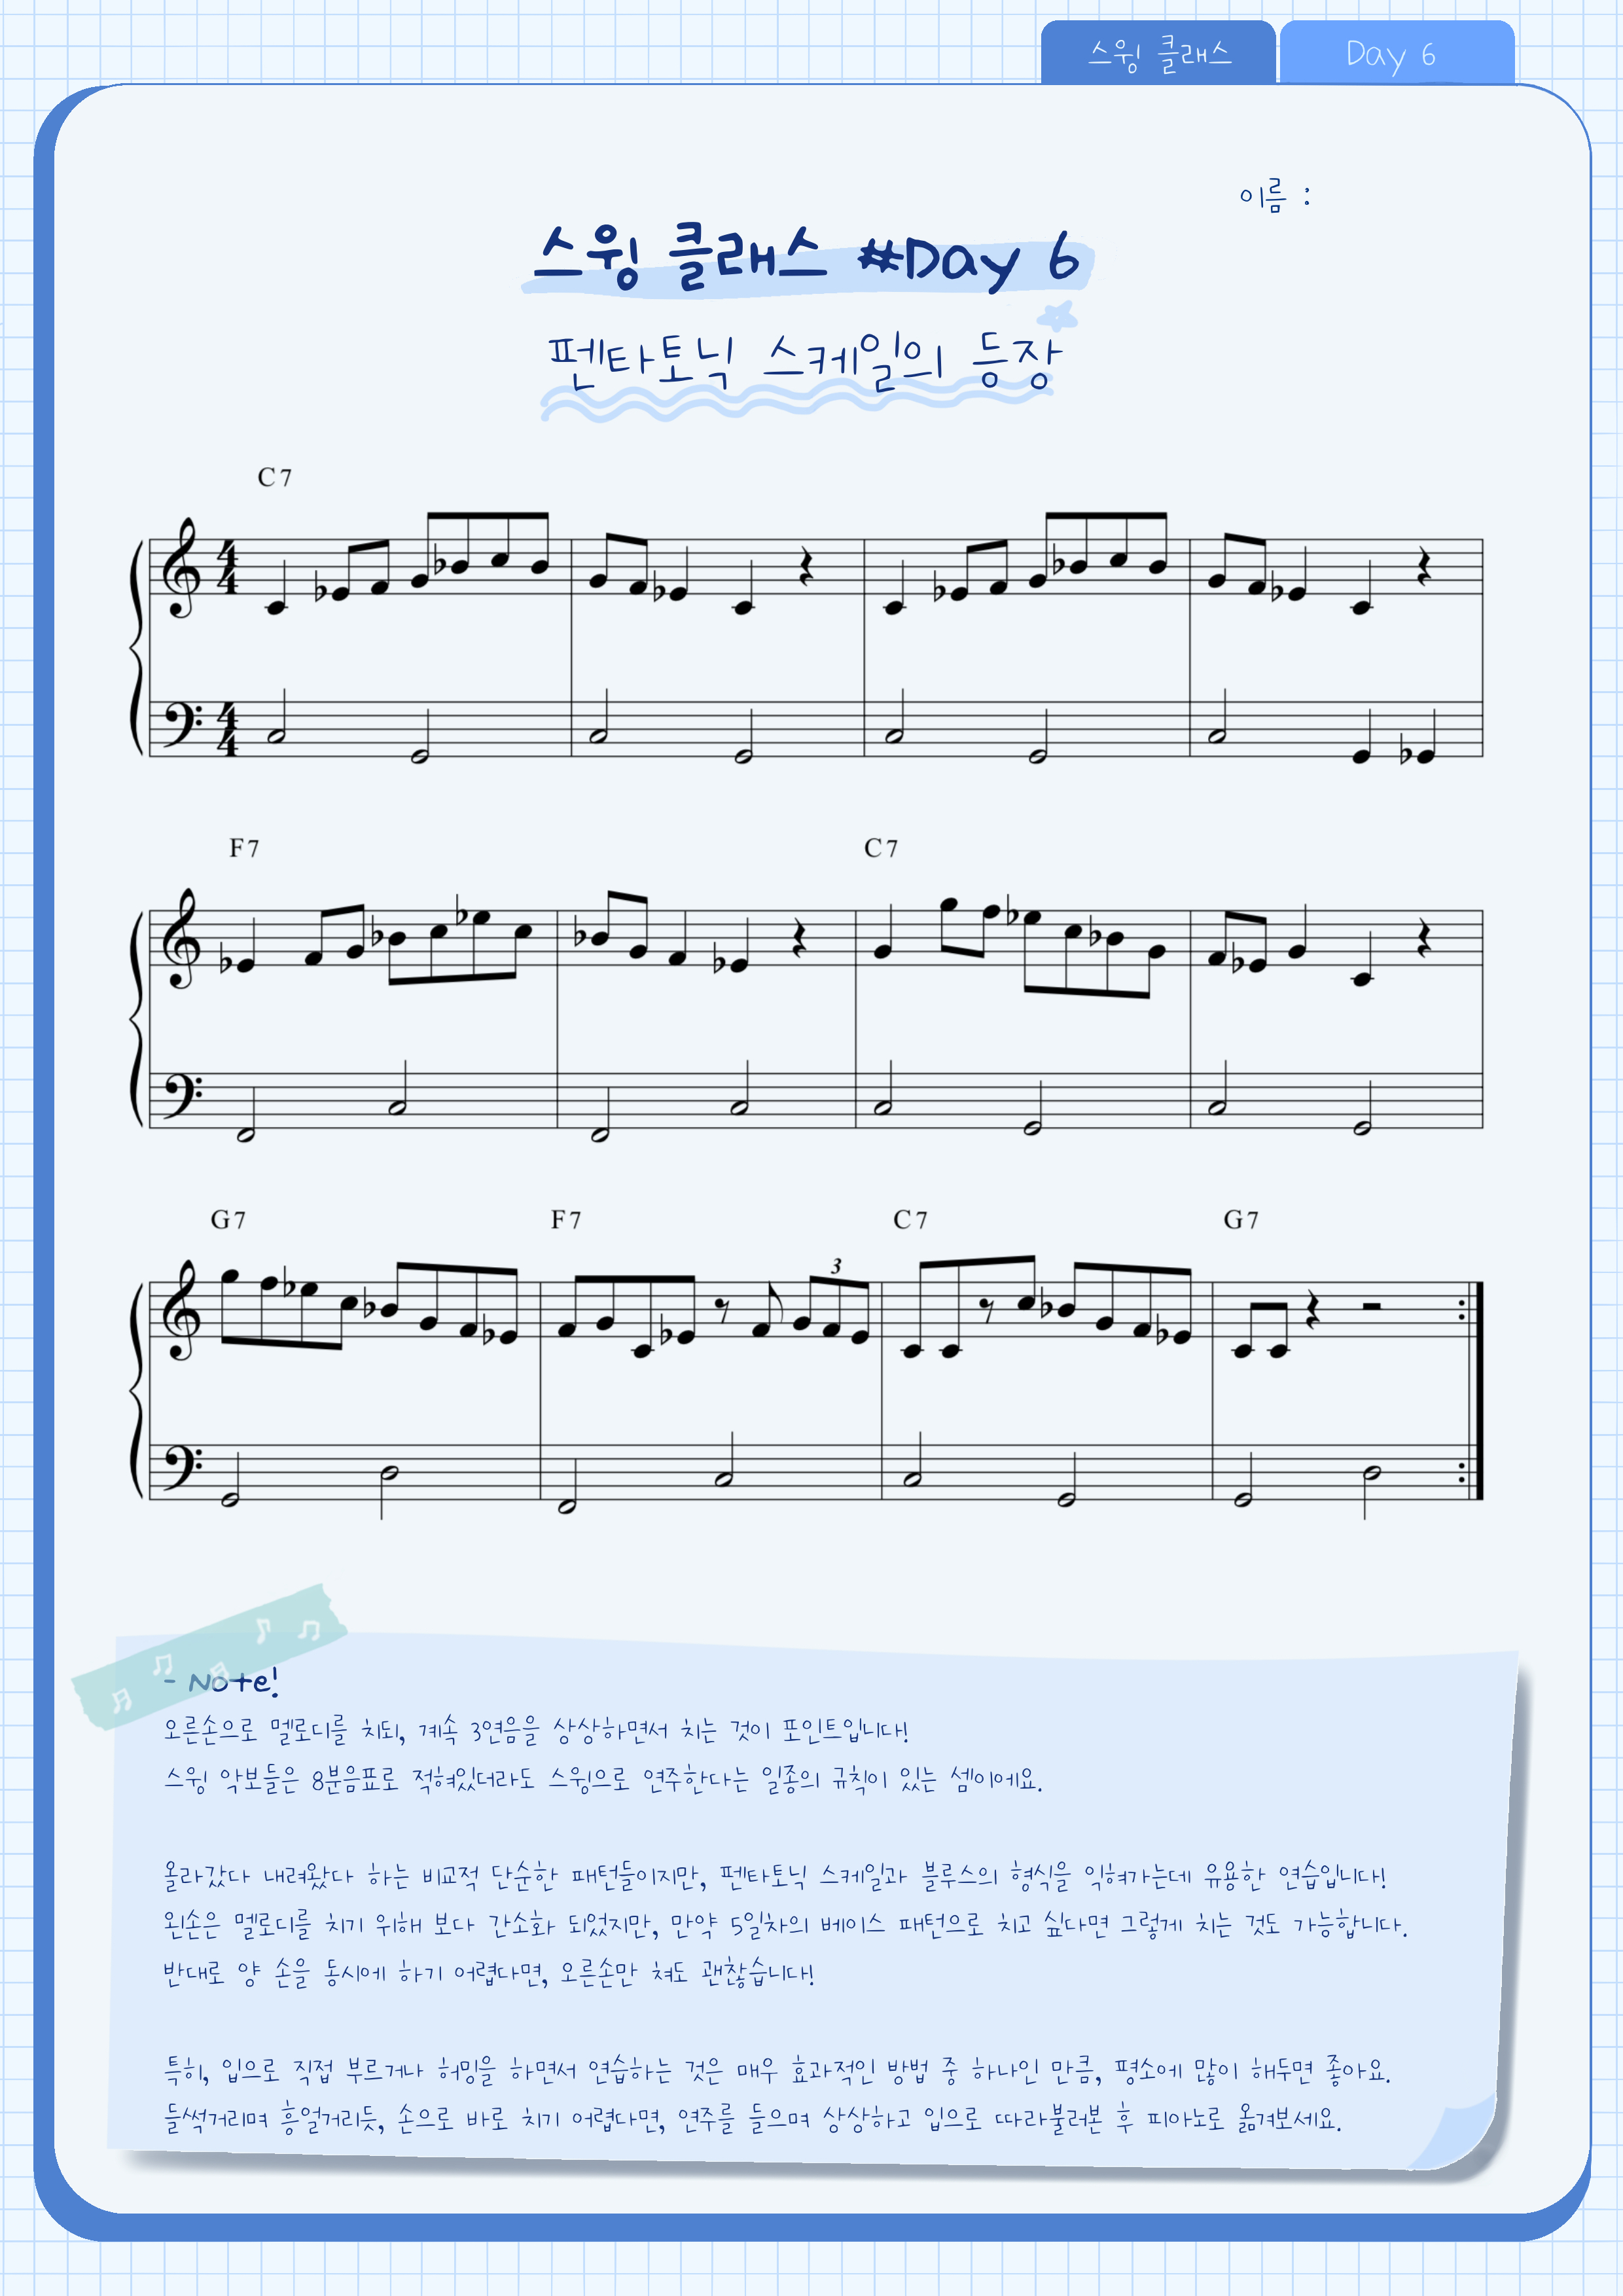 스윙 클래스
Day 6
이름 :
스윙 클래스 #Day 6
펜타토닉 스케일의 등장
C7
4 4
4 4
F7 C7
G7 F7 C7 G7
3
- Note!
오른손으로 멜로디를 치되, 계속 3연음을 상상하면서 치는 것이 포인트입니다!
스윙 악보들은 8분음표로 적혀있더라도 스윙으로 연주한다는 일종의 규칙이 있는 셈이에요.
올라갔다 내려왔다 하는 비교적 단순한 패턴들이지만, 펜타토닉 스케일과 블루스의 형식을 익혀가는데 유용한 연습입니다!
왼손은 멜로디를 치기 위해 보다 간소화 되었지만, 만약 5일차의 베이스 패턴으로 치고 싶다면 그렇게 치는 것도 가능합니다.
반대로 양 손을 동시에 하기 어렵다면, 오른손만 쳐도 괜찮습니다!
특히, 입으로 직접 부르거나 허밍을 하면서 연습하는 것은 매우 효과적인 방법 중 하나인 만큼, 평소에 많이 해두면 좋아요.
들썩거리며 흥얼거리듯, 손으로 바로 치기 어렵다면, 연주를 들으며 상상하고 입으로 따라불러본 후 피아노로 옮겨보세요.